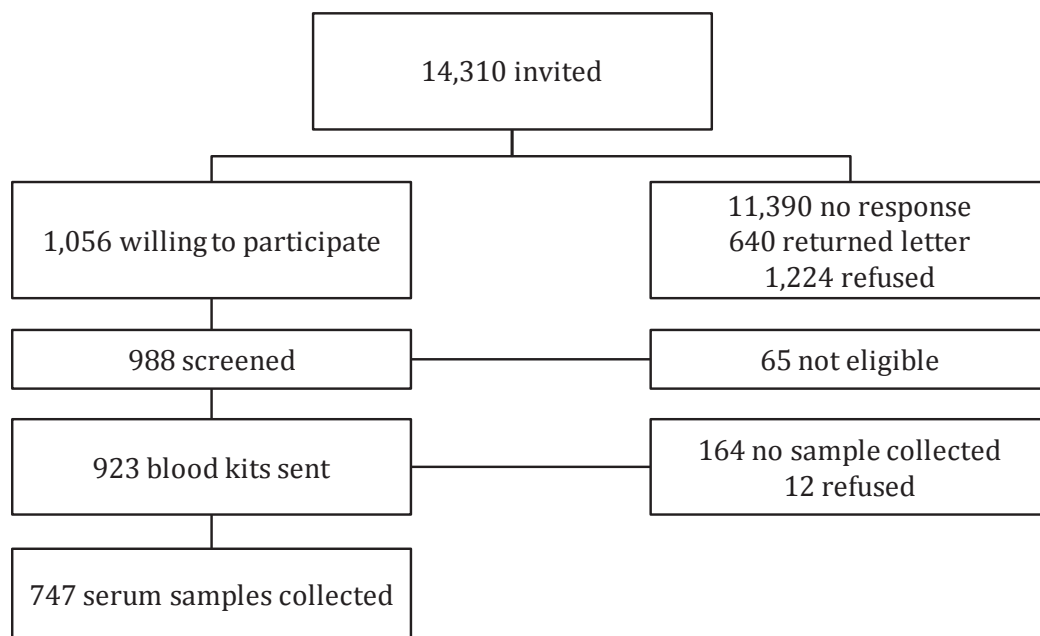 14,310 invited
1,056 willing to participate
11,390 no response
640 returned letter
1,224 refused
988 screened
65 not eligible
923 blood kits sent
164 no sample collected
12 refused
747 serum samples collected